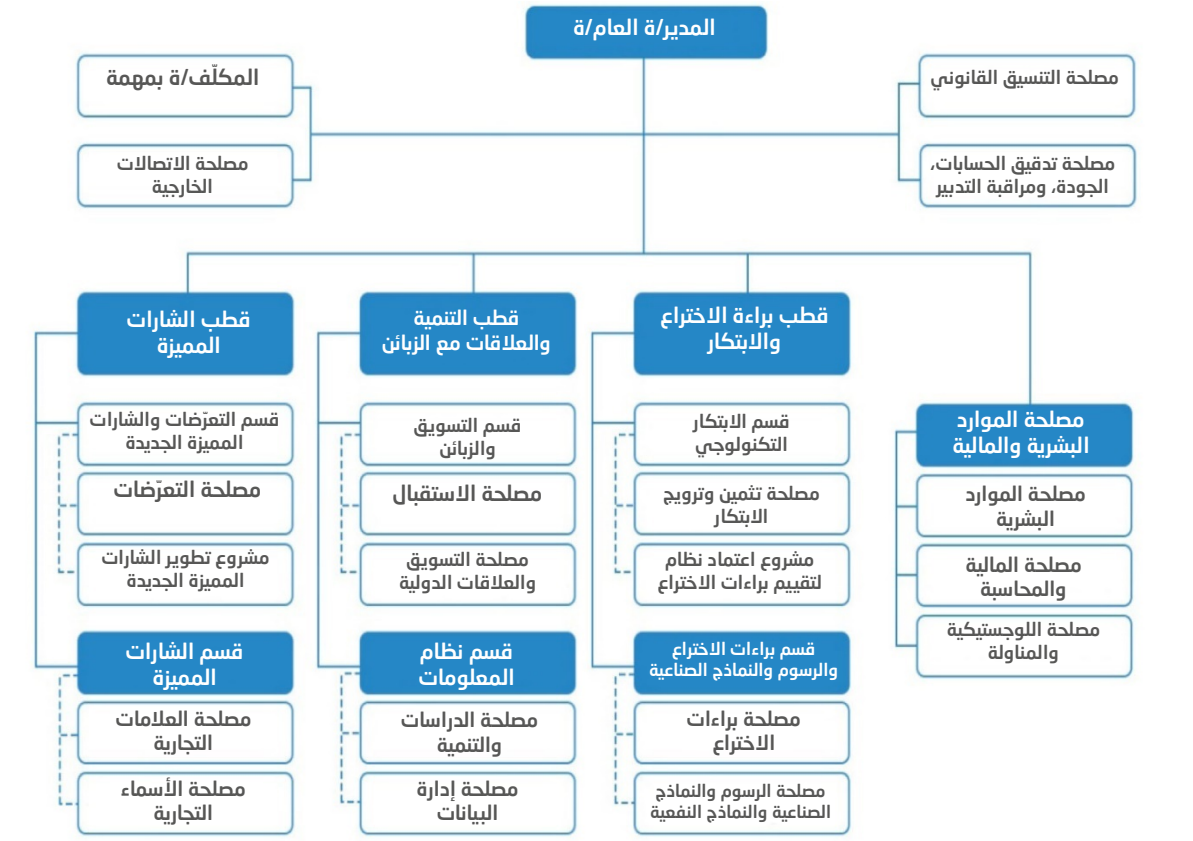 المدير/ة العام/ة
مصلحة التنسيق القانوني
مصلحة تدقيق الحسابات،
الجودة، ومراقبة التدبير
المكلّف/ة بمهمة
مصلحة الاتصالات
الخارجية
مصلحة الموارد
البشرية والمالية
مصلحة الموارد
البشرية
مصلحة المالية
والمحاسبة
مصلحة اللوجستيكية
والمناولة
قطب براءة الاختراع
والابتكار
قسم الابتكار
التكنولوجي
مصلحة تثمين وترويج
الابتكار
مشروع اعتماد نظام
لتقييم براءات الاختراع
قسم براءات الاختراع
والرسوم والنماذج الصناعية
مصلحة براءات
الاختراع
مصلحة الرسوم والنماذج
الصناعية والنماذج النفعية
قطب التنمية
والعلاقات مع الزبائن
قسم التسويق
والزبائن
مصلحة الاستقبال
مصلحة التسويق
والعلاقات الدولية
قسم نظام
المعلومات
مصلحة الدراسات
والتنمية
مصلحة إدارة
البيانات
قطب الشارات
المميزة
قسم التعرّضات والشارات
المميزة الجديدة
مصلحة التعرّضات
مشروع تطوير الشارات
المميزة الجديدة
قسم الشارات
المميزة
مصلحة العلامات
التجارية
مصلحة الأسماء
التجارية